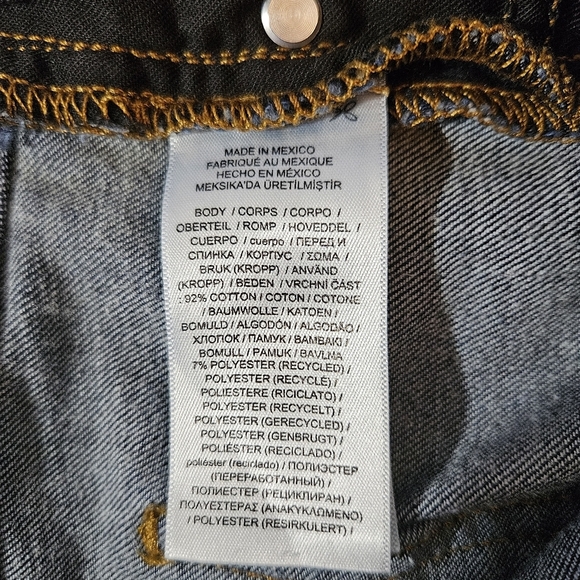 MADE IN MEXICO
FABRIQUÉ AU MEXIQUE
HECHO EN MÉXICO
MEKSIKA'DA ÜRETİLMİŞTİR
BODY / CORPS / CORPO /
OBERTEIL / ROMP / HOVEDDEL /
CUERPO / cuerpo / ПЕРЕД И
СПИНКА / КОРПУС / ΣΩΜΑ /
BRUK (KROPP) / ANVÄND
(KROPP) / BEDEN / VRCHNÍ ČÁST
: 92% COTTON / COTON / COTONE
/ BAUMWOLLE / KATOEN /
BOMULD / ALGODÓN / ALGODÃO /
ХЛОПОК / ПАМУК / ΒΑΜΒΑΚΙ /
BOMULL / PAMUK / BAVLNA
7% POLYESTER (RECYCLED) /
POLYESTER (RECYCLÉ) /
POLIESTERE (RICICLATO) /
POLYESTER (RECYCELT) /
POLYESTER (GERECYCLED) /
POLYESTER (GENBRUGT) /
POLIÉSTER (RECICLADO) /
poliéster (reciclado) / ПОЛИЭСТЕР
(ПЕРЕРАБОТАННЫЙ) /
ПОЛИЕСТЕР (РЕЦИКЛИРАН) /
ΠΟΛΥΕΣΤΕΡΑΣ (ΑΝΑΚΥΚΛΩΜΕΝΟ)
/ POLYESTER (RESIRKULERT) /